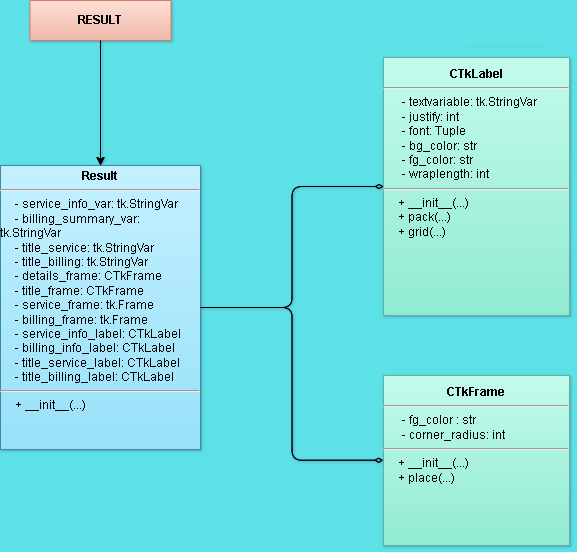 RESULT
Result
- service_info_var: tk.StringVar
- billing_summary_var:
tk.StringVar
- title_service: tk.StringVar
- title_billing: tk.StringVar
- details_frame: CTkFrame
- title_frame: CTkFrame
- service_frame: tk.Frame
- billing_frame: tk.Frame
- service_info_label: CTkLabel
- billing_info_label: CTkLabel
- title_service_label: CTkLabel
- title_billing_label: CTkLabel
+ __init__(...)
CTkLabel
- textvariable: tk.StringVar
- justify: int
- font: Tuple
- bg_color: str
- fg_color: str
- wraplength: int
+ __init__(...)
+ pack(...)
+ grid(...)
CTkFrame
- fg_color : str
- corner_radius: int
+ __init__(...)
+ place(...)